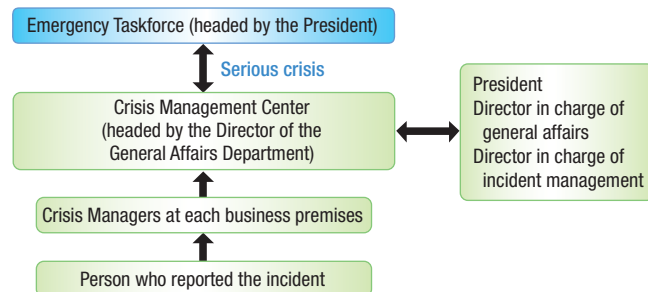 Emergency Taskforce (headed by the President)
Serious crisis
Crisis Management Center
(headed by the Director of the
General Affairs Department)
President
Director in charge of
general affairs
Director in charge of
incident management
Crisis Managers at each business premises
Person who reported the incident